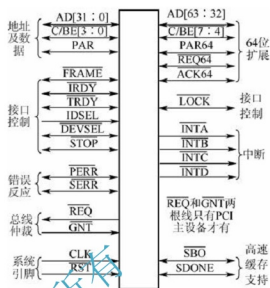 地址
及数
据
AD[31∶0]
C/BE[3∶0]
PAR
接口
控制
FRAME
IRDY
TRDY
IDSEL
DEVSEL
STOP
错误
反应
PERR
SERR
总线
仲裁
REQ
GNT
系统
引脚
CLK
RST
AD[63∶32]
C/BE[7∶4]
PAR64
REQ64
ACK64
64位
扩展
LOCK
接口
控制
INTA
INTB
INTC
INTD
中断
REQ和GNT两
根线只有PCI
主设备才有
SBO
SDONE
高速
缓存
支持
所有